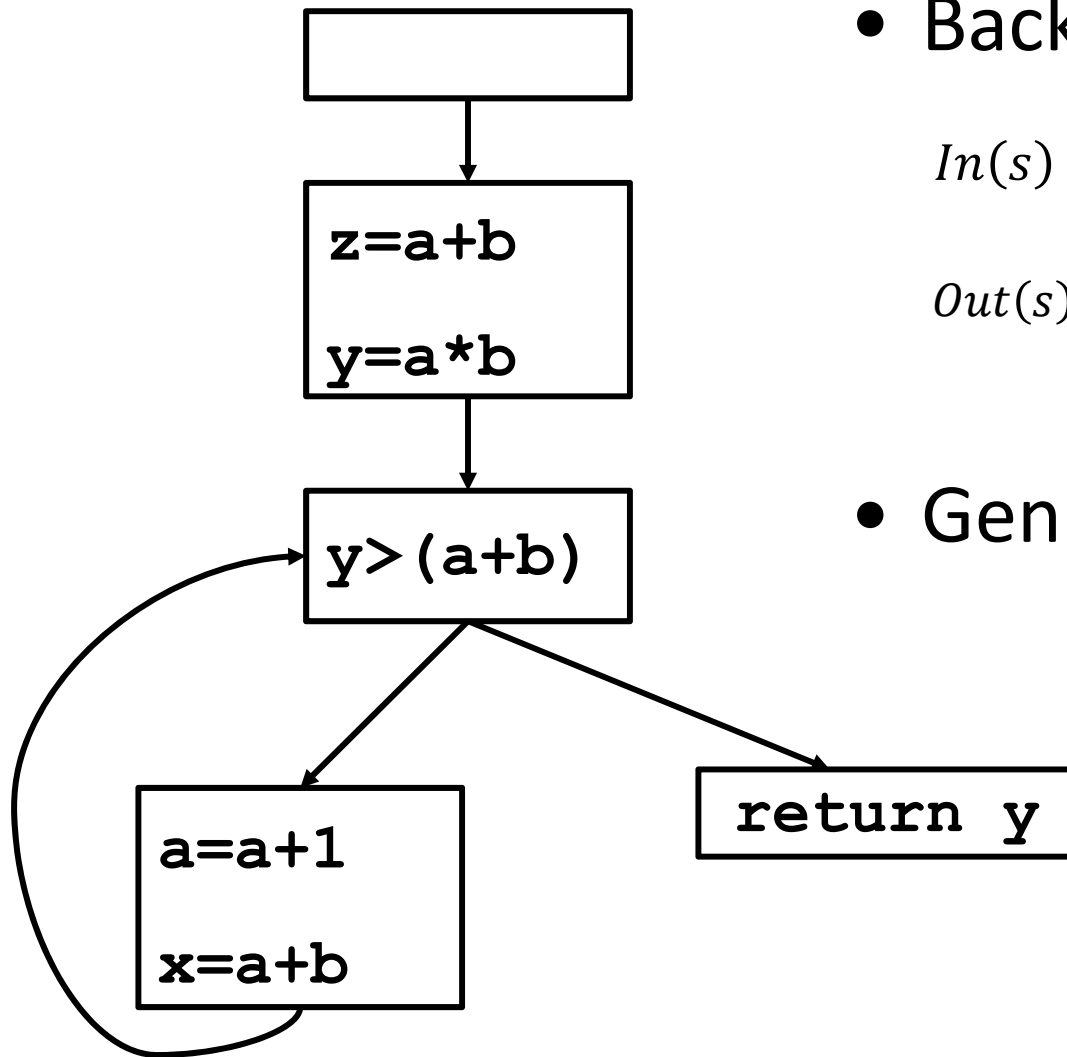 z=a+b
y=a*b
y>(a+b)
a=a+1
x=a+b
return y
• Back
In(s)
Out(s)
• Gen